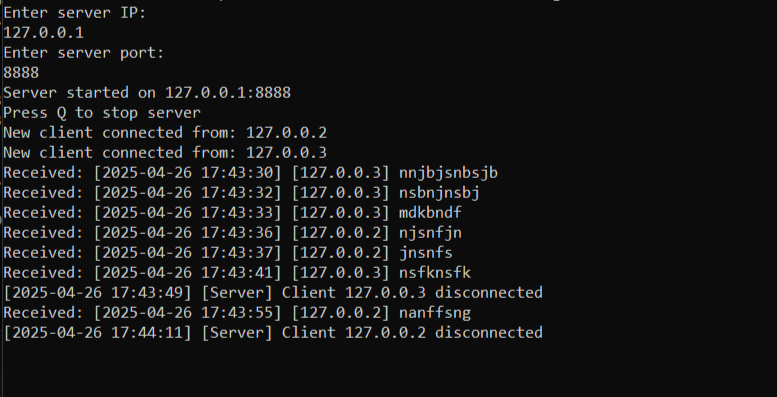 Enter server IP:
127.0.0.1
Enter server port:
8888
Server started on 127.0.0.1:8888
Press Q to stop server
New client connected from: 127.0.0.2
New client connected from: 127.0.0.3
Received: [2025-04-26 17:43:30] [127.0.0.3] nnjbjsnbsjb
Received: [2025-04-26 17:43:32] [127.0.0.3] nsbnjnsbj
Received: [2025-04-26 17:43:33] [127.0.0.3] mdkbndf
Received: [2025-04-26 17:43:36] [127.0.0.2] njsnfjn
Received: [2025-04-26 17:43:37] [127.0.0.2] jnsnfs
Received: [2025-04-26 17:43:41] [127.0.0.3] nsfknsfk
[2025-04-26 17:43:49] [Server] Client 127.0.0.3 disconnected
Received: [2025-04-26 17:43:55] [127.0.0.2] nanffsng
[2025-04-26 17:44:11] [Server] Client 127.0.0.2 disconnected